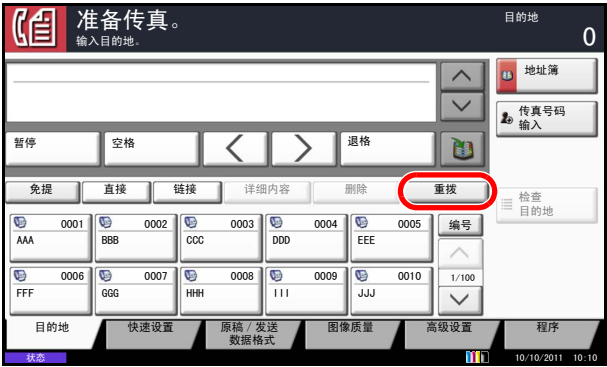 准备传真。
输入目的地。
目的地
0
地址簿
传真号码
输入
暂停
空格
退格
免提
直接
链接
详细内容
删除
重拨
检查
目的地
0001
AAA
0002
BBB
0003
CCC
0004
DDD
0005
EEE
编号
0006
FFF
0007
GGG
0008
HHH
0009
III
0010
JJJ
1/100
目的地
快速设置
原稿/发送
数据格式
图像质量
高级设置
程序
状态
10/10/2011 10:10